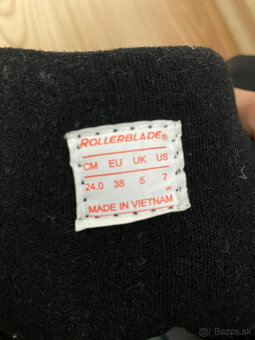 ROLLERBLADE®
CM EU UK US
24.0 38 5 7
W
MADE IN VIETNAM
Bazos.sk